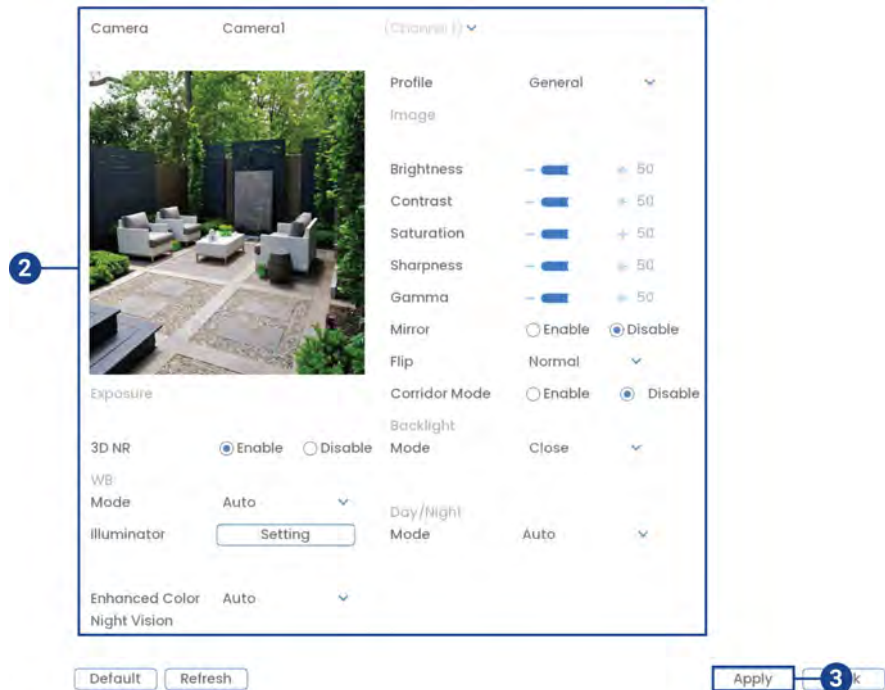 Camera Camera1 (Channel 1)
Profile General
Image
Brightness 50
Contrast 50
Saturation 50
Sharpness 50
Gamma 50
Mirror Enable Disable
Flip Normal
Exposure Corridor Mode Enable Disable
Backlight
3D NR Enable Disable Mode Close
WB
Mode Auto
Day/Night
Illuminator Setting Mode Auto
Enhanced Color Auto
Night Vision
2
Default Refresh Apply 3